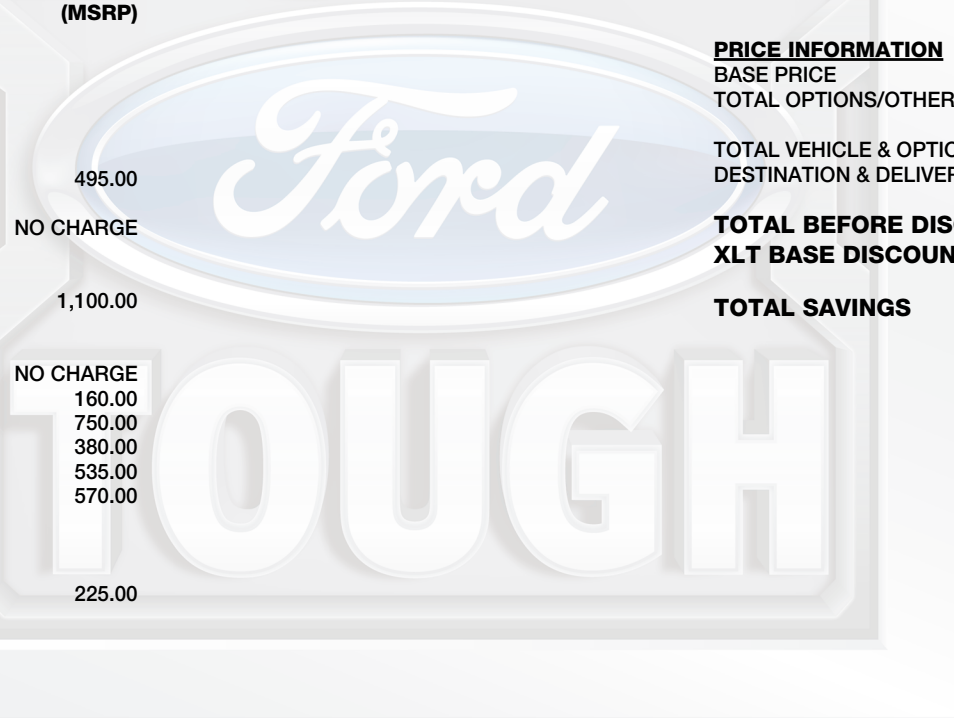 (MSRP)
495.00
NO CHARGE
1,100.00
NO CHARGE
160.00
750.00
380.00
535.00
570.00
225.00
PRICE INFORMATION
BASE PRICE
TOTAL OPTIONS/OTHER
TOTAL VEHICLE & OPTIO
DESTINATION & DELIVER
TOTAL BEFORE DISC
XLT BASE DISCOUN
TOTAL SAVINGS
Ford
TOUGH